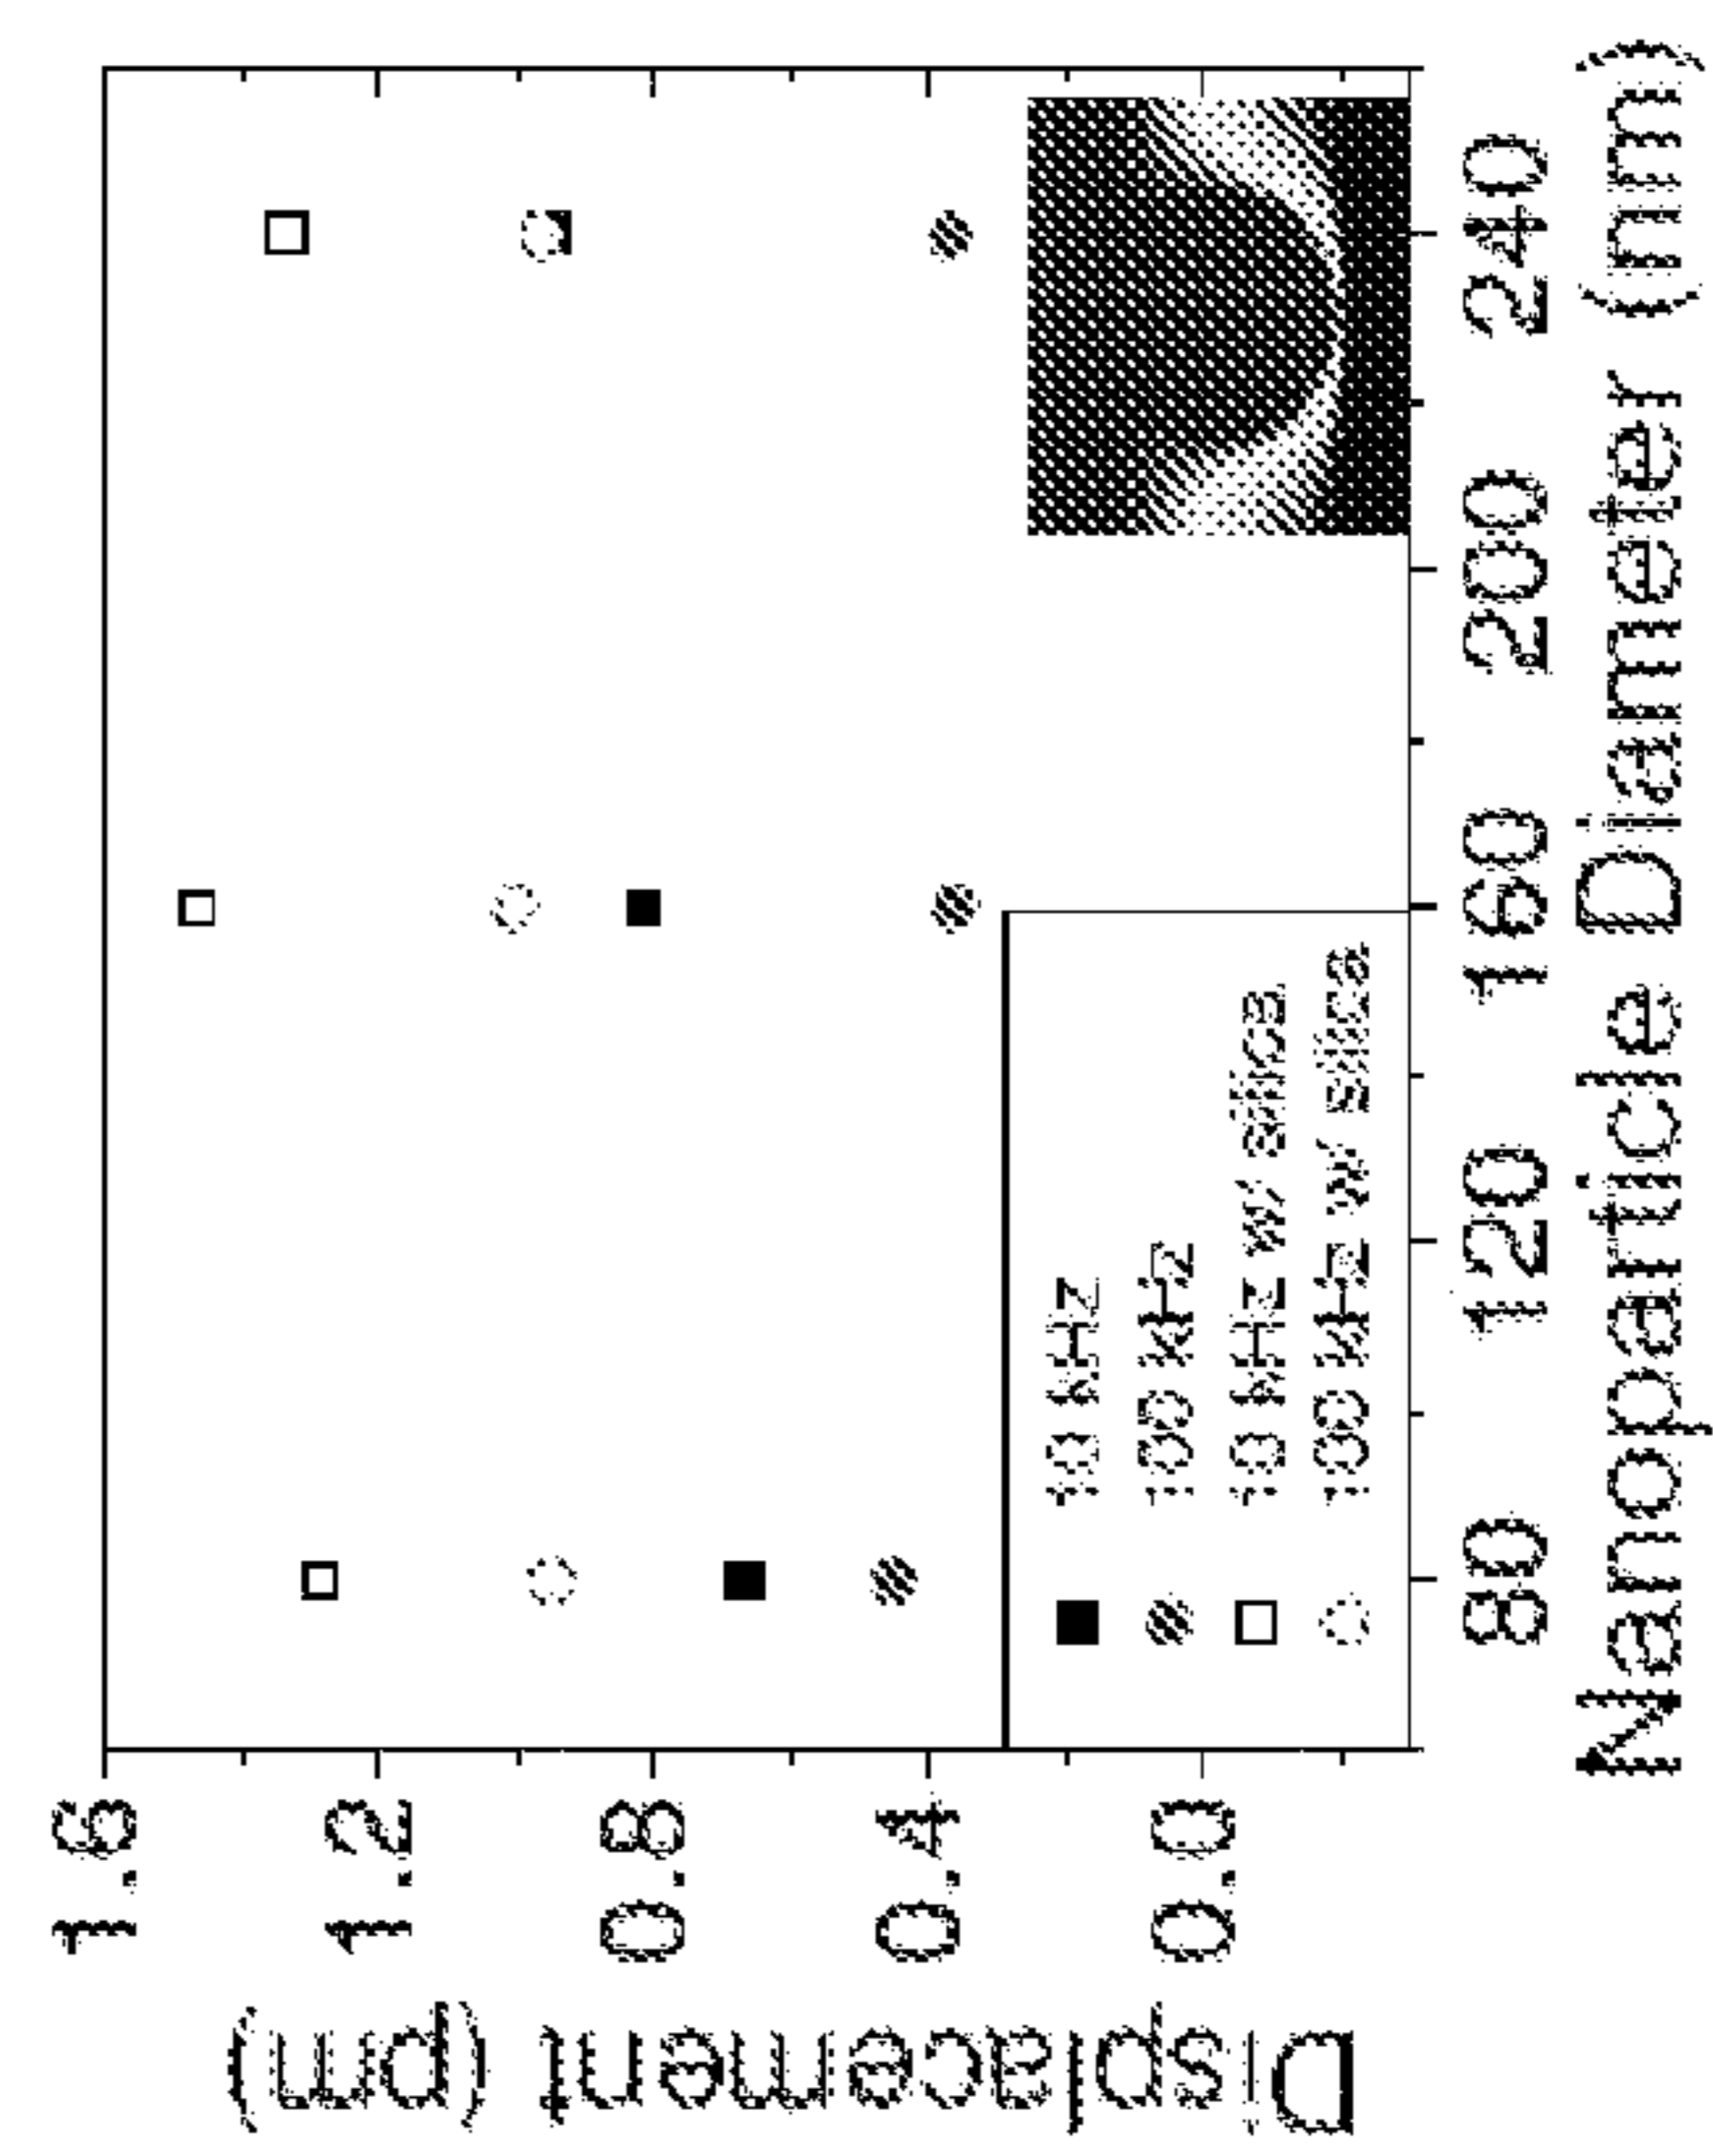 Displacement (pm)
1.6
1.2
0.8
0.4
0.0
10 kHz
100 kHz
10 kHz w/ silica
100 kHz w/ silica
80 120 160 200 240
Nanoparticle Diameter (nm)